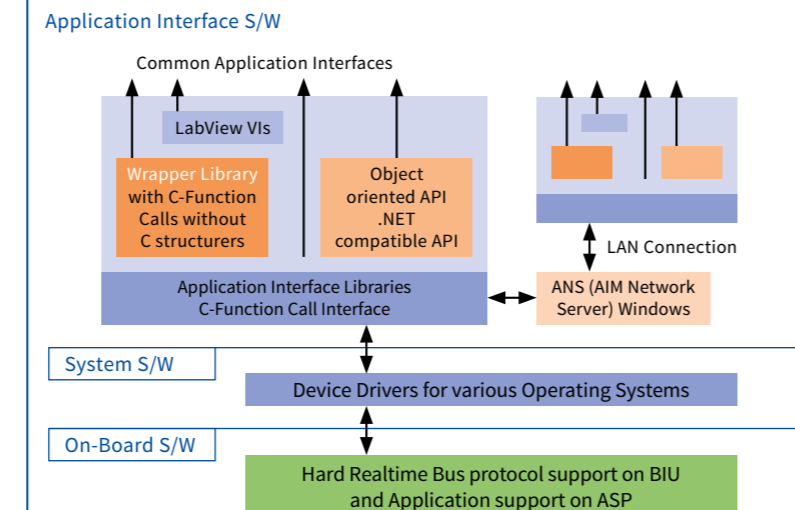 Application Interface S/W
Common Application Interfaces
LabView VIs
Wrapper Library
with C-Function
Calls without
C structurers
Object
oriented API
.NET
compatible API
LAN Connection
Application Interface Libraries
C-Function Call Interface
ANS (AIM Network
Server) Windows
System S/W
Device Drivers for various Operating Systems
On-Board S/W
Hard Realtime Bus protocol support on BIU
and Application support on ASP